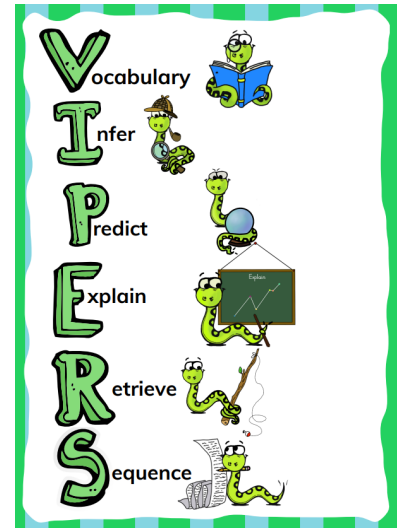 Vocabulary
Infer
Predict
Explain
Explain
Retrieve
Sequence